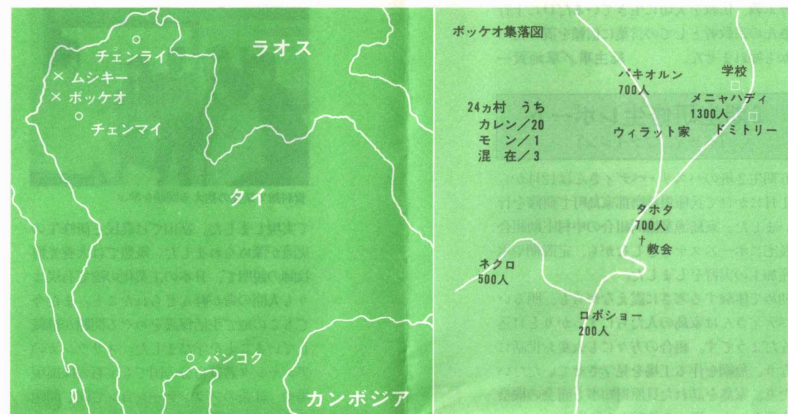 チェンライ
ラオス
× ムシキー
× ボッケオ
チェンマイ
タイ
バンコク
カンボジア
ボッケオ集落図
24ヵ村 うち
カレン/20
モン/1
混在/3
パキオルン
700人
学校
メニャハディ
1300人
ウィラット家
ドミトリー
タホタ
700人
教会
ネクロ
500人
ロボショー
200人